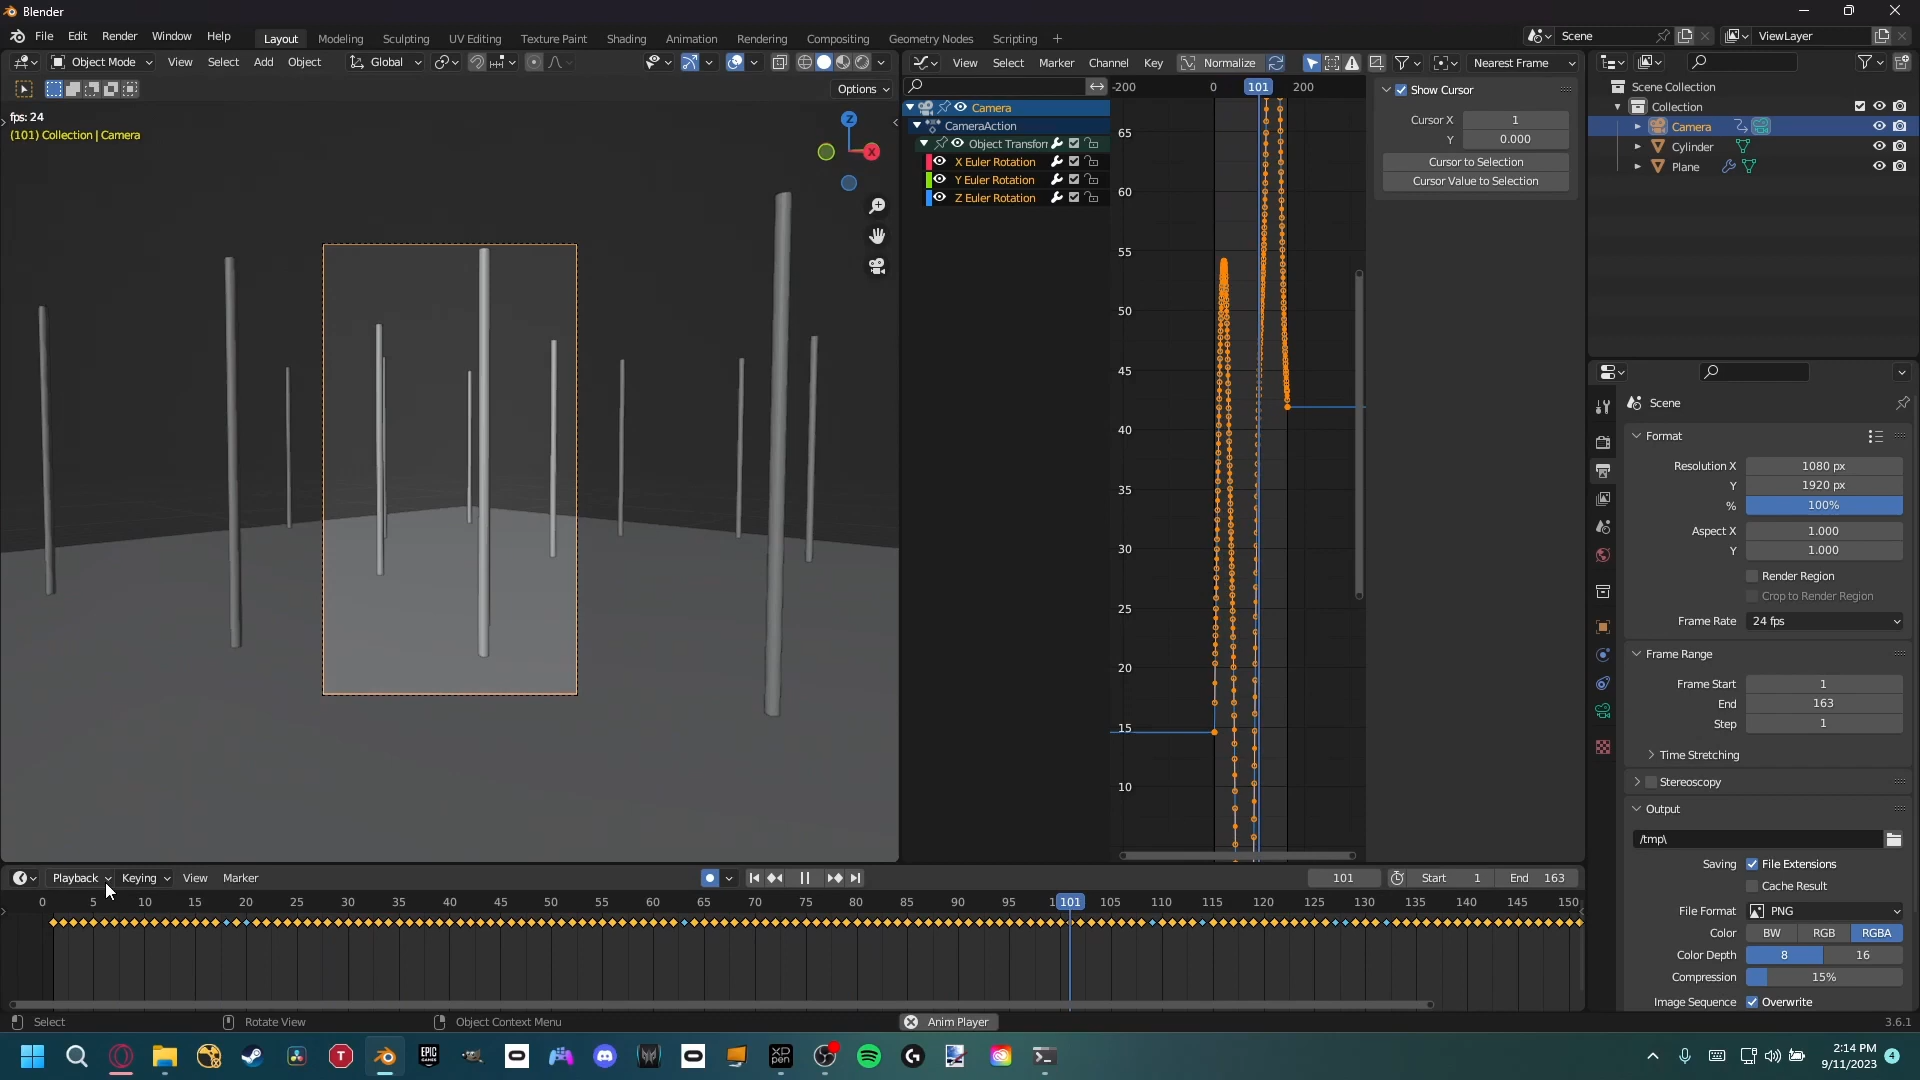 Blender
File Edit Render Window Help Layout Modeling Sculpting UV Editing Texture Paint Shading Animation Rendering Compositing Geometry Nodes Scripting + Scene ViewLayer
Object Mode View Select Add Object Global
Options
fps: 24
(101) Collection | Camera
Z
X
View Select Marker Channel Key Normalize Nearest Frame
-200 0 101 200
Camera
CameraAction
Object Transfor
X Euler Rotation
Y Euler Rotation
Z Euler Rotation
65
60
55
50
45
40
35
30
25
20
15
10
Show Cursor
Cursor X 1
Y 0.000
Cursor to Selection
Cursor Value to Selection
Scene Collection
Collection
Camera
Cylinder
Plane
Scene
Format
Resolution X 1080 px
Y 1920 px
% 100%
Aspect X 1.000
Y 1.000
Render Region
Crop to Render Region
Frame Rate 24 fps
Frame Range
Frame Start 1
End 163
Step 1
Time Stretching
Stereoscopy
Output
/tmp\
Saving File Extensions
Cache Result
File Format PNG
Color BW RGB RGBA
Color Depth 8 16
Compression 15%
Image Sequence Overwrite
Playback Keying View Marker 101 Start 1 End 163
0 5 10 15 20 25 30 35 40 45 50 55 60 65 70 75 80 85 90 95 1 101 105 110 115 120 125 130 135 140 145 150
Select Rotate View Object Context Menu Anim Player 3.6.1
T EPIC GAMES XP PEN G
2:14 PM
9/11/2023 4